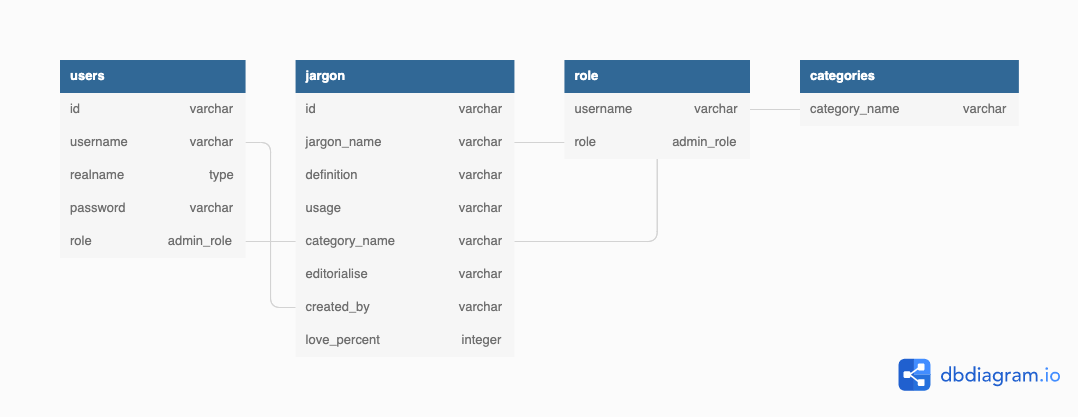 users
id varchar
username varchar
realname type
password varchar
role admin_role
jargon
id varchar
jargon_name varchar
definition varchar
usage varchar
category_name varchar
editorialise varchar
created_by varchar
love_percent integer
role
username varchar
role admin_role
categories
category_name varchar
dbdiagram.io